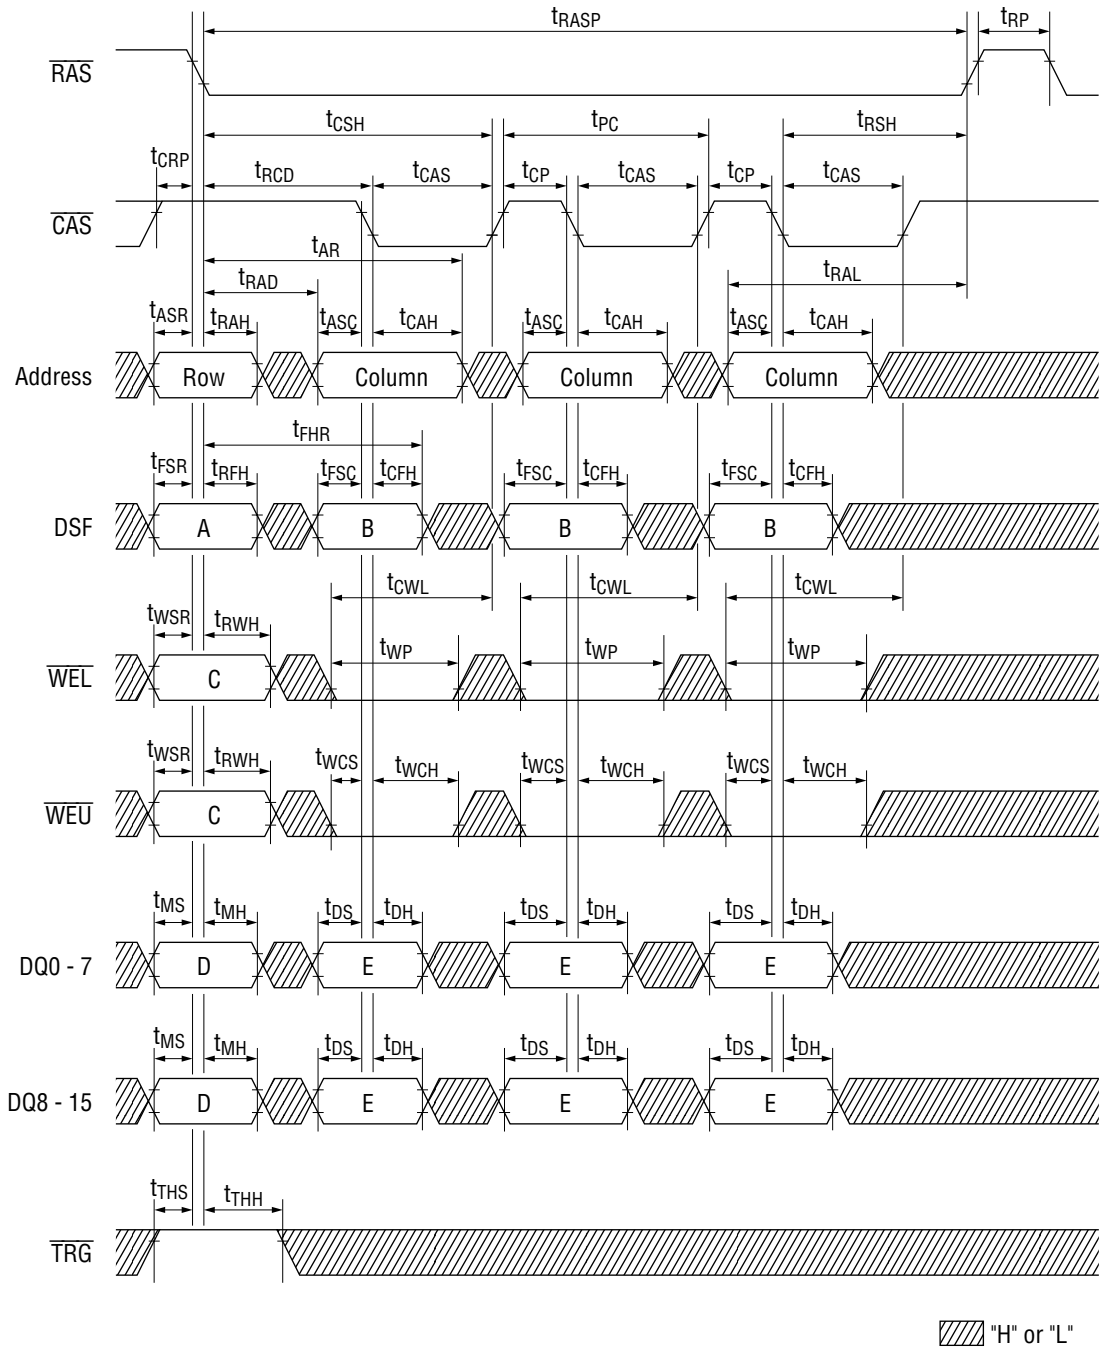 tRASP tRP
RAS
tCSH tPC tRSH
tCRP tRCD tCAS tCP tCAS tCP tCAS
CAS
tAR
tRAD tRAL
tASR tRAH tASC tCAH tASC tCAH tASC tCAH
Address Row Column Column Column
tFHR
tFSR tRFH tFSC tCFH tFSC tCFH tFSC tCFH
DSF A B B B
tCWL tCWL tCWL
tWSR tRWH tWP tWP tWP
WEL C
tWSR tRWH tWCS tWCH tWCS tWCH tWCS tWCH
WEU C
tMS tMH tDS tDH tDS tDH tDS tDH
DQ0 - 7 D E E E
tMS tMH tDS tDH tDS tDH tDS tDH
DQ8 - 15 D E E E
tTHS tTHH
TRG
"H" or "L"